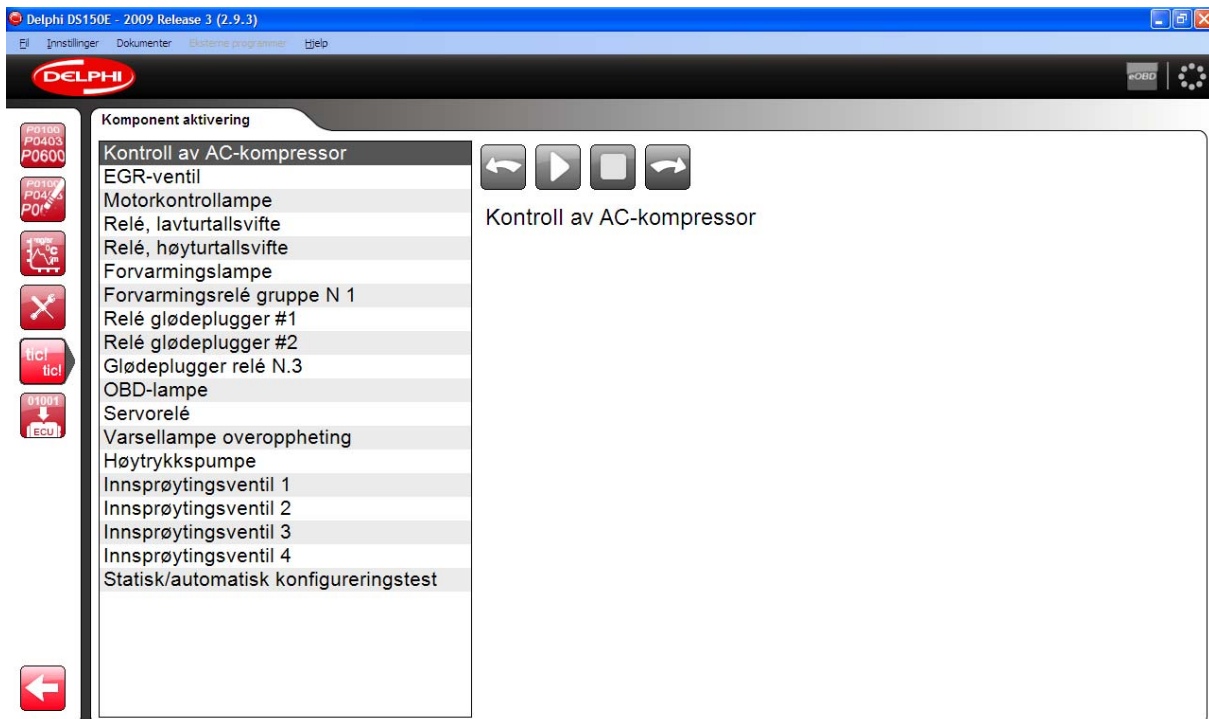 Delphi DS150E - 2009 Release 3 (2.9.3)
Fil Innstillinger Dokumenter Eksterne programmer Hjelp
DELPHI
eOBD
Komponent aktivering
P0100
P0403
P0600
Kontroll av AC-kompressor
EGR-ventil
Motorkontrollampe
Relé, lavturtallsvifte
Relé, høyturtallsvifte
Forvarmingslampe
Forvarmingsrelé gruppe N 1
Relé glødeplugger #1
Relé glødeplugger #2
Glødeplugger relé N.3
OBD-lampe
Servorelé
Varsellampe overoppheting
Høytrykkspumpe
Innsprøytingsventil 1
Innsprøytingsventil 2
Innsprøytingsventil 3
Innsprøytingsventil 4
Statisk/automatisk konfigureringstest
Kontroll av AC-kompressor
P0100
tic!
tic!
01001
ECU